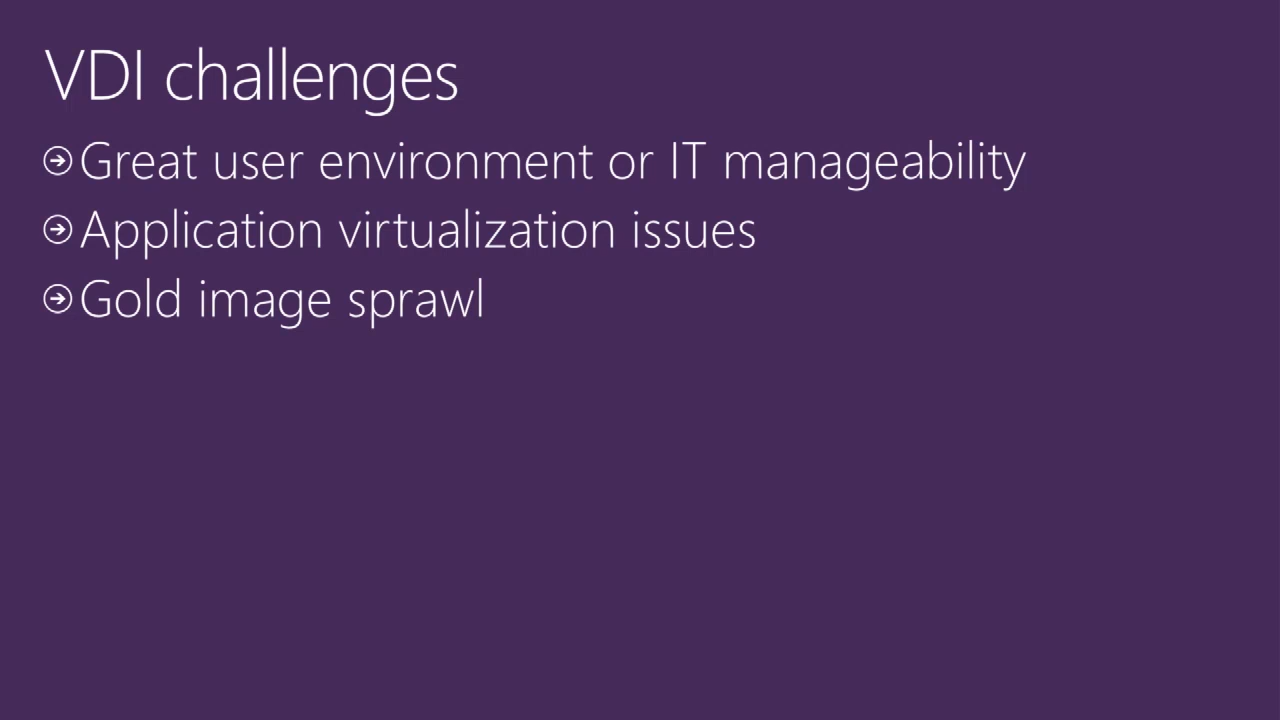 VDI challenges
Great user environment or IT manageability
Application virtualization issues
Gold image sprawl